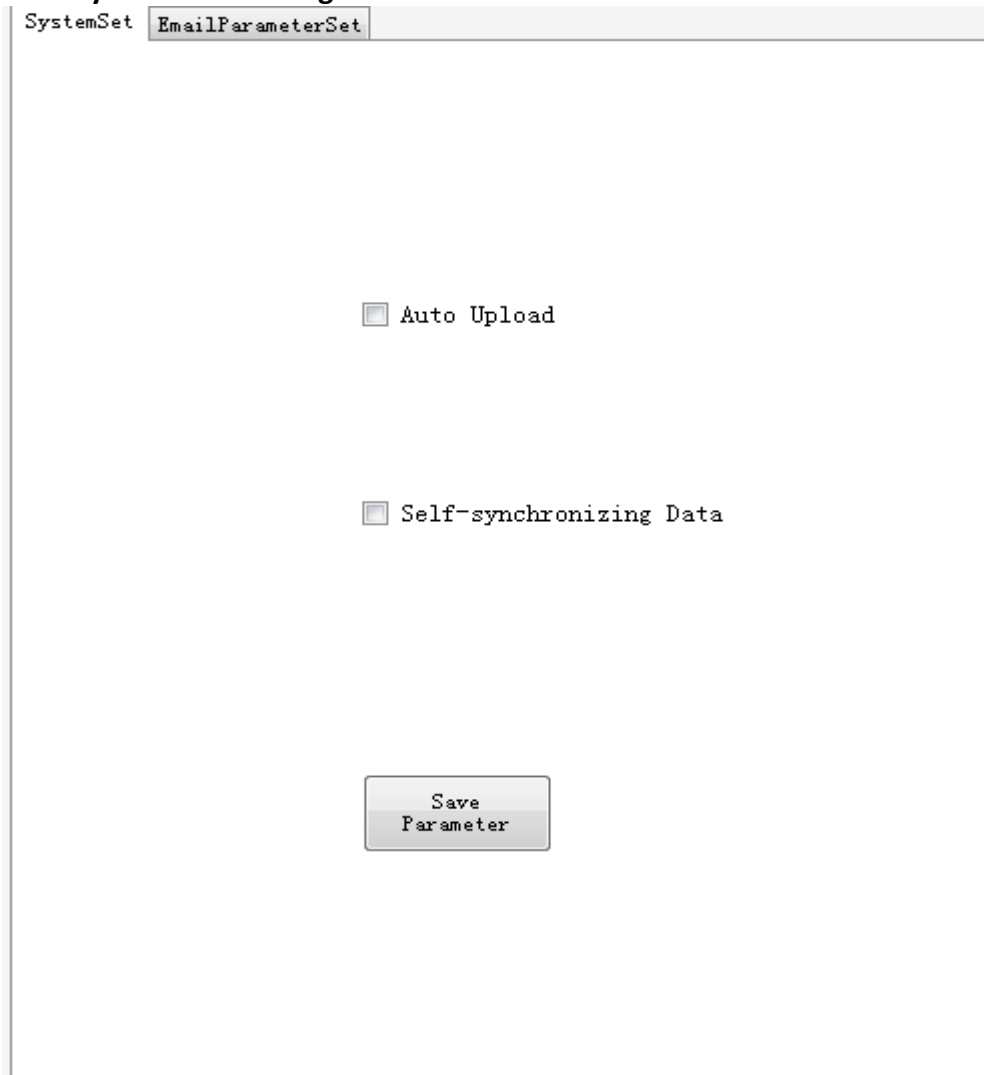 SystemSet EmailParameterSet
Auto Upload
Self-synchronizing Data
Save
Parameter